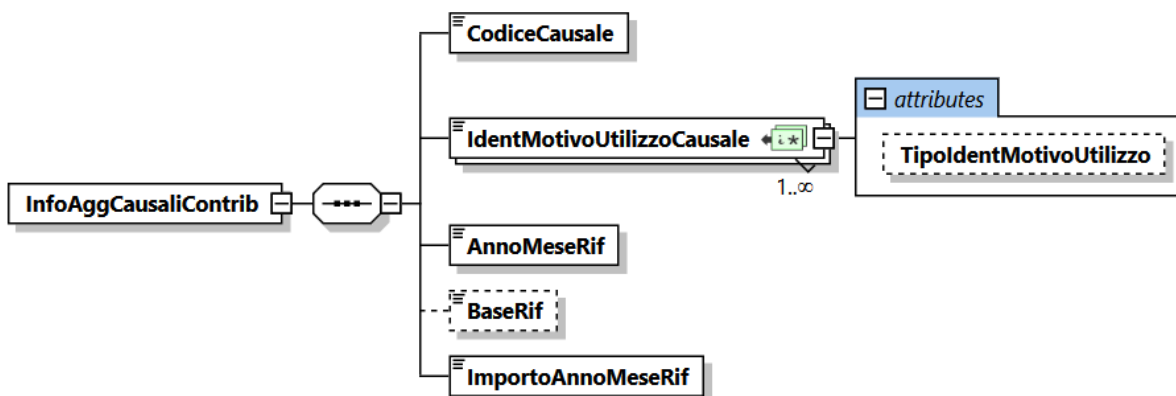 CodiceCausale
IdentMotivoUtilizzoCausale
1..∞
attributes
TipoIdentMotivoUtilizzo
InfoAggCausaliContrib
AnnoMeseRif
BaseRif
ImportoAnnoMeseRif